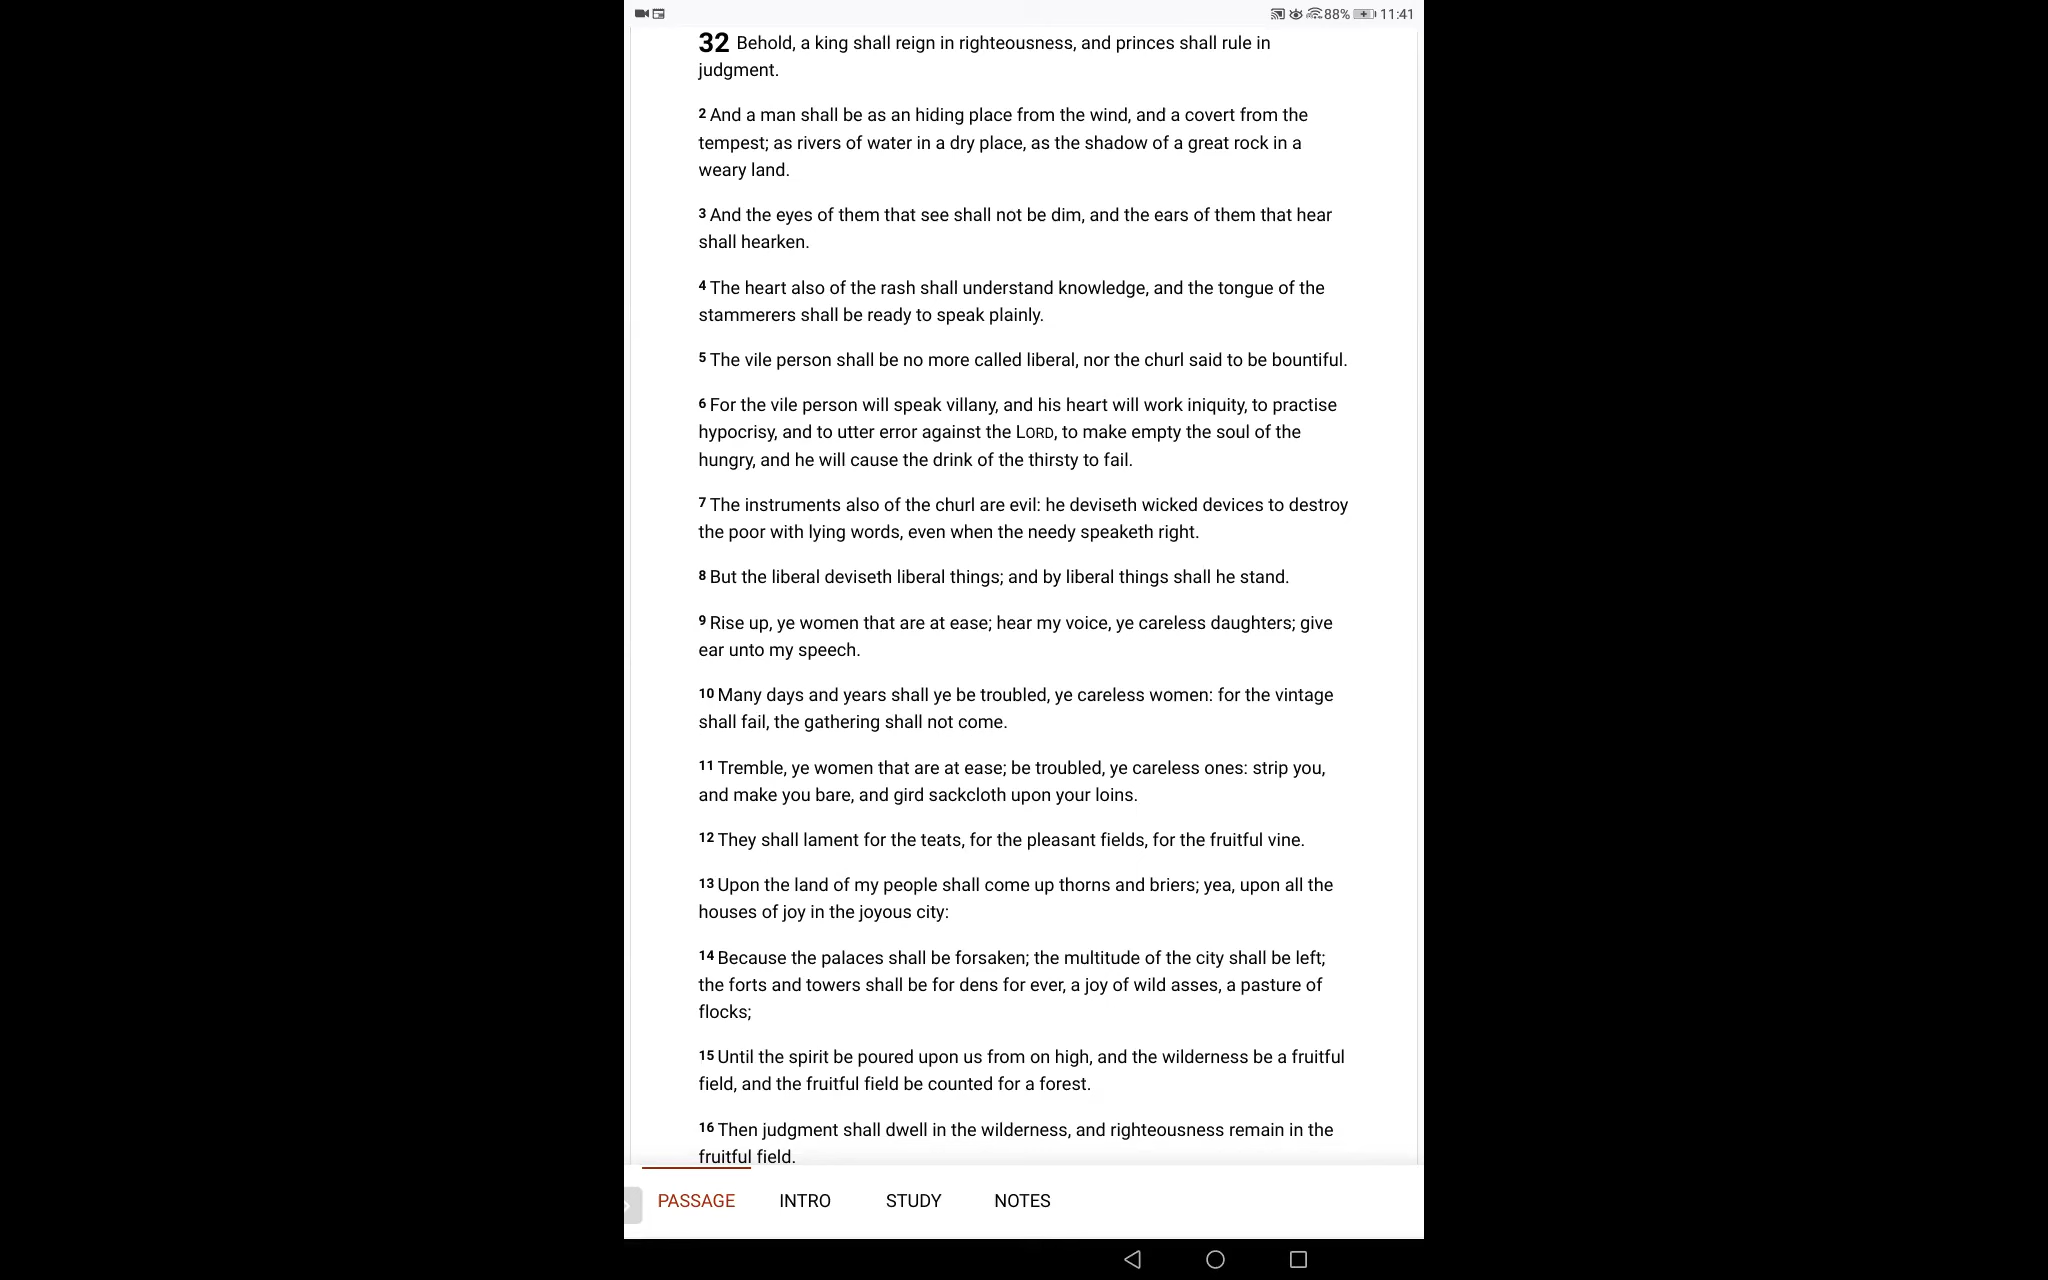 88% 11:41
32 Behold, a king shall reign in righteousness, and princes shall rule in
judgment.
2 And a man shall be as an hiding place from the wind, and a covert from the
tempest; as rivers of water in a dry place, as the shadow of a great rock in a
weary land.
3 And the eyes of them that see shall not be dim, and the ears of them that hear
shall hearken.
4 The heart also of the rash shall understand knowledge, and the tongue of the
stammerers shall be ready to speak plainly.
5 The vile person shall be no more called liberal, nor the churl said to be bountiful.
6 For the vile person will speak villany, and his heart will work iniquity, to practise
hypocrisy, and to utter error against the LORD, to make empty the soul of the
hungry, and he will cause the drink of the thirsty to fail.
7 The instruments also of the churl are evil: he deviseth wicked devices to destroy
the poor with lying words, even when the needy speaketh right.
8 But the liberal deviseth liberal things; and by liberal things shall he stand.
9 Rise up, ye women that are at ease; hear my voice, ye careless daughters; give
ear unto my speech.
10 Many days and years shall ye be troubled, ye careless women: for the vintage
shall fail, the gathering shall not come.
11 Tremble, ye women that are at ease; be troubled, ye careless ones: strip you,
and make you bare, and gird sackcloth upon your loins.
12 They shall lament for the teats, for the pleasant fields, for the fruitful vine.
13 Upon the land of my people shall come up thorns and briers; yea, upon all the
houses of joy in the joyous city:
14 Because the palaces shall be forsaken; the multitude of the city shall be left;
the forts and towers shall be for dens for ever, a joy of wild asses, a pasture of
flocks;
15 Until the spirit be poured upon us from on high, and the wilderness be a fruitful
field, and the fruitful field be counted for a forest.
16 Then judgment shall dwell in the wilderness, and righteousness remain in the
fruitful field.
PASSAGE INTRO STUDY NOTES